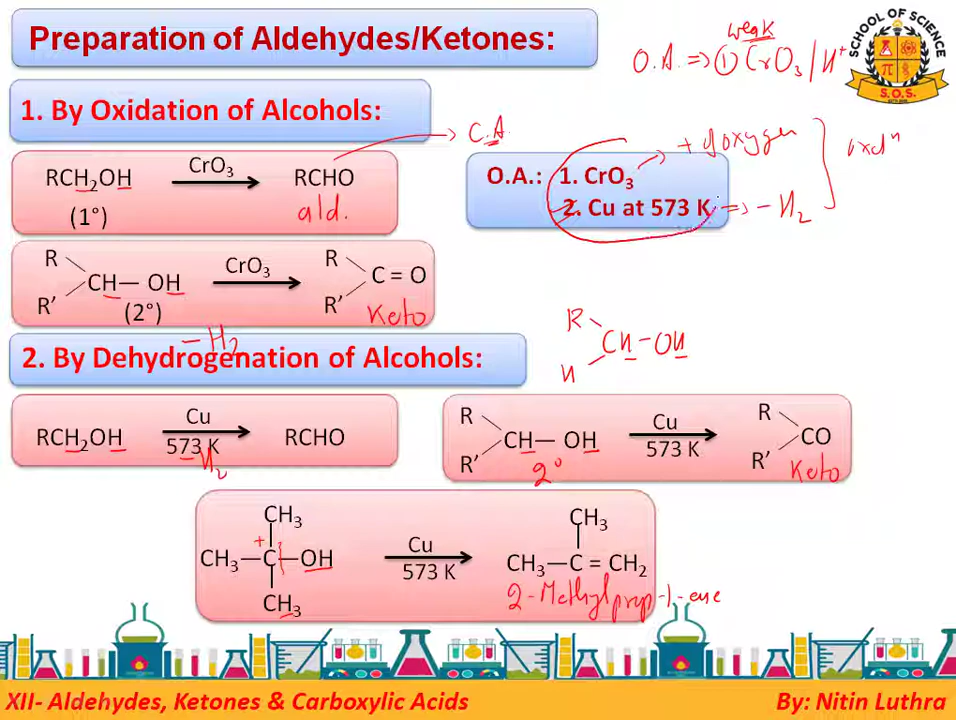 Preparation of Aldehydes/Ketones:
weak
O.A. ⇒ ① CrO₃ / H⁺
SCHOOL OF SCIENCE
π
S.O.S.
1. By Oxidation of Alcohols:
C.A.
RCH₂OH CrO₃ RCHO
(1°) ald.
O.A.: 1. CrO₃ + g oxygen
2. Cu at 573 K ⇒ - H₂
oxdⁿ
R R
CH— OH CrO₃ C = O
R’ (2°) R’ Keto
- H₂
2. By Dehydrogenation of Alcohols:
R
CH - OH
H
RCH₂OH Cu RCHO
573 K
- H₂
R R
CH— OH Cu CO
R’ 573 K R’
2° Keto
CH₃ CH₃
+
CH₃—C—OH Cu CH₃—C = CH₂
573 K
CH₃ 2-Methylprop-1-ene
XII- Aldehydes, Ketones & Carboxylic Acids By: Nitin Luthra